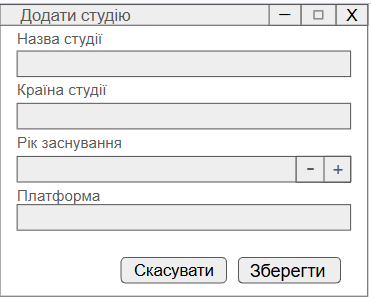 Додати студію
Назва студії
Країна студії
Рік заснування
- +
Платформа
Скасувати Зберегти